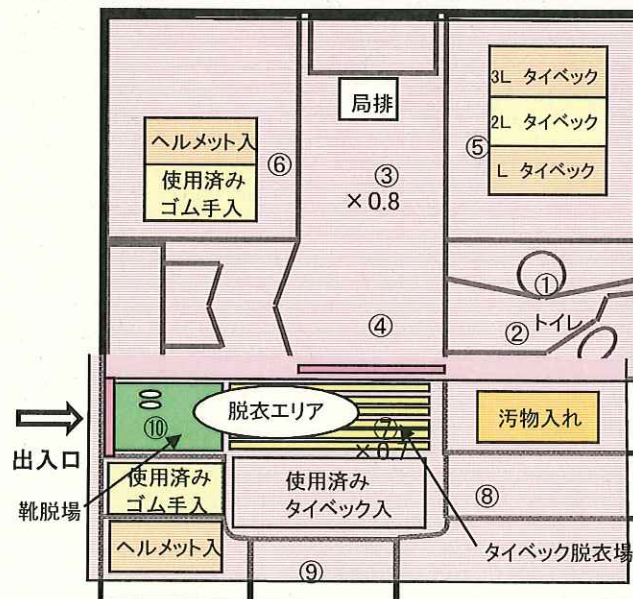 局排
3L タイベック
2L タイベック
L タイベック
⑤
ヘルメット入
使用済み
ゴム手入
⑥
③
×0.8
①
④
②
トイレ
脱衣エリア
⑩
⑦
×0.7
汚物入れ
出入口
靴脱場
使用済み
ゴム手入
ヘルメット入
使用済み
タイベック入
⑧
タイベック脱衣場
⑨